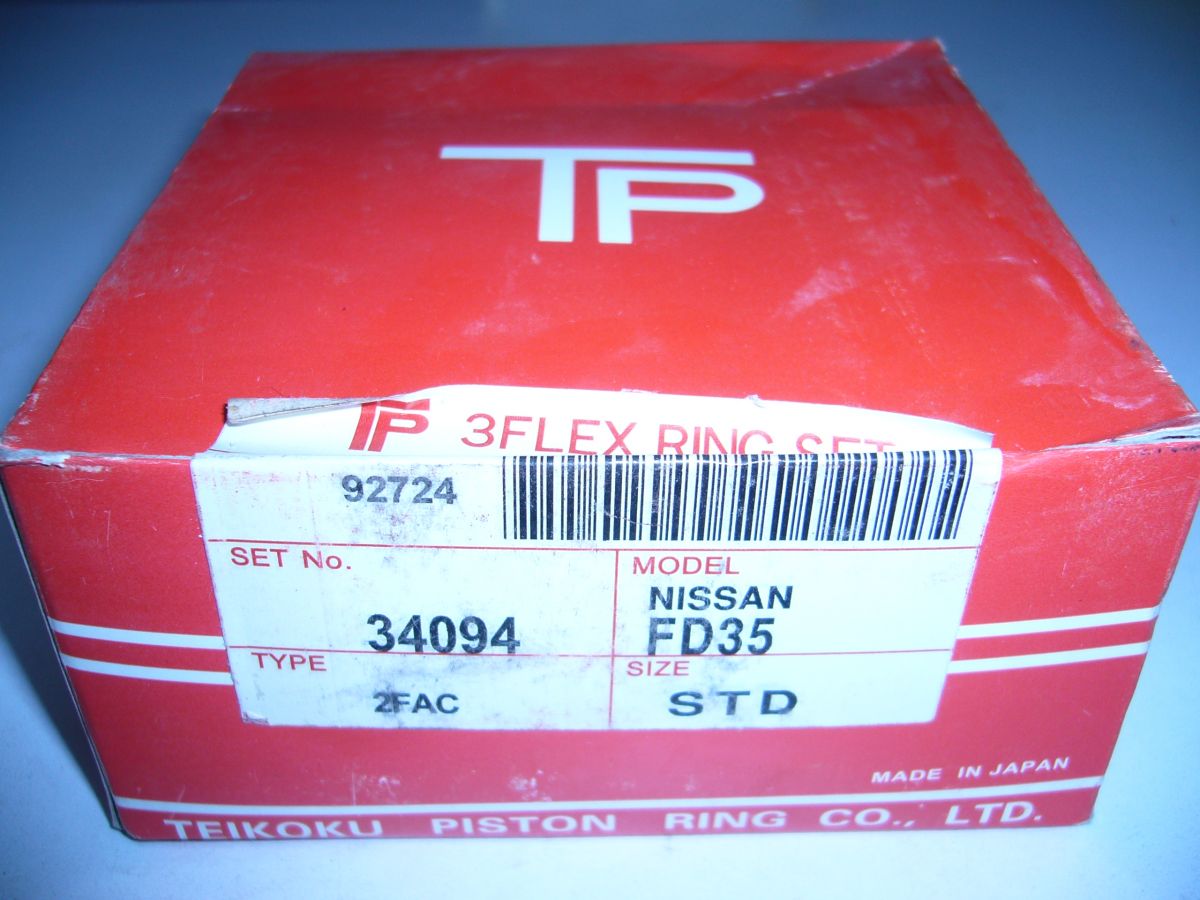 TP
TP 3FLEX RING SET
92724
SET No.
34094
MODEL
NISSAN
FD35
TYPE
2FAC
SIZE
STD
MADE IN JAPAN
TEIKOKU PISTON RING CO., LTD.